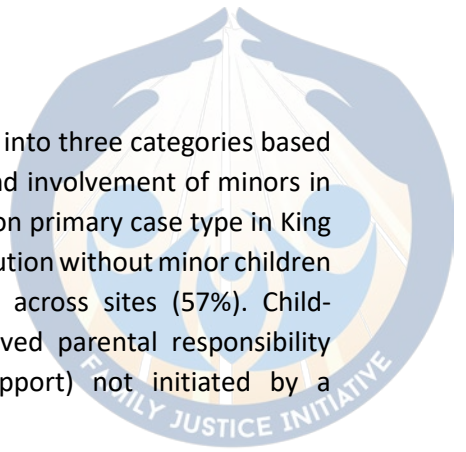 into three categories based
nd involvement of minors in
on primary case type in King
ution without minor children
across sites (57%). Child-
ved parental responsibility
upport) not initiated by a
FAMILY JUSTICE INITIATIVE